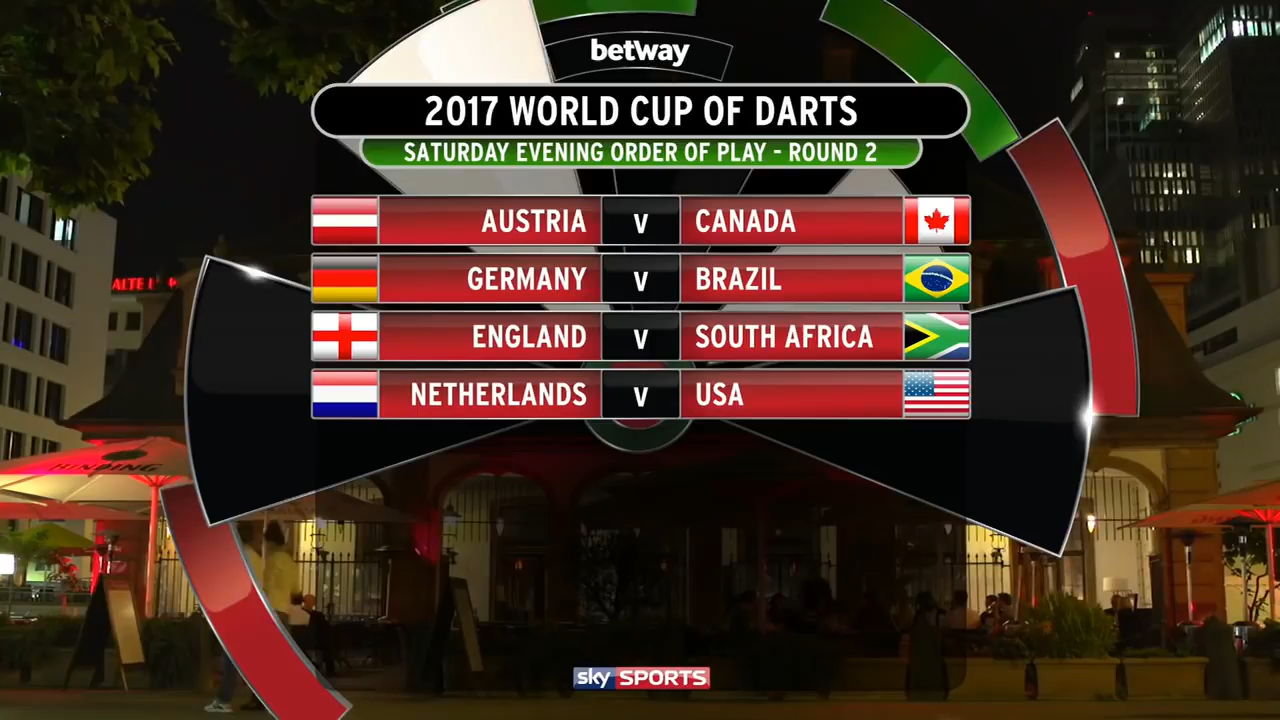 betway
2017 WORLD CUP OF DARTS
SATURDAY EVENING ORDER OF PLAY - ROUND 2
AUSTRIA V CANADA
GERMANY V BRAZIL
ENGLAND V SOUTH AFRICA
NETHERLANDS V USA
BINDING
sky SPORTS